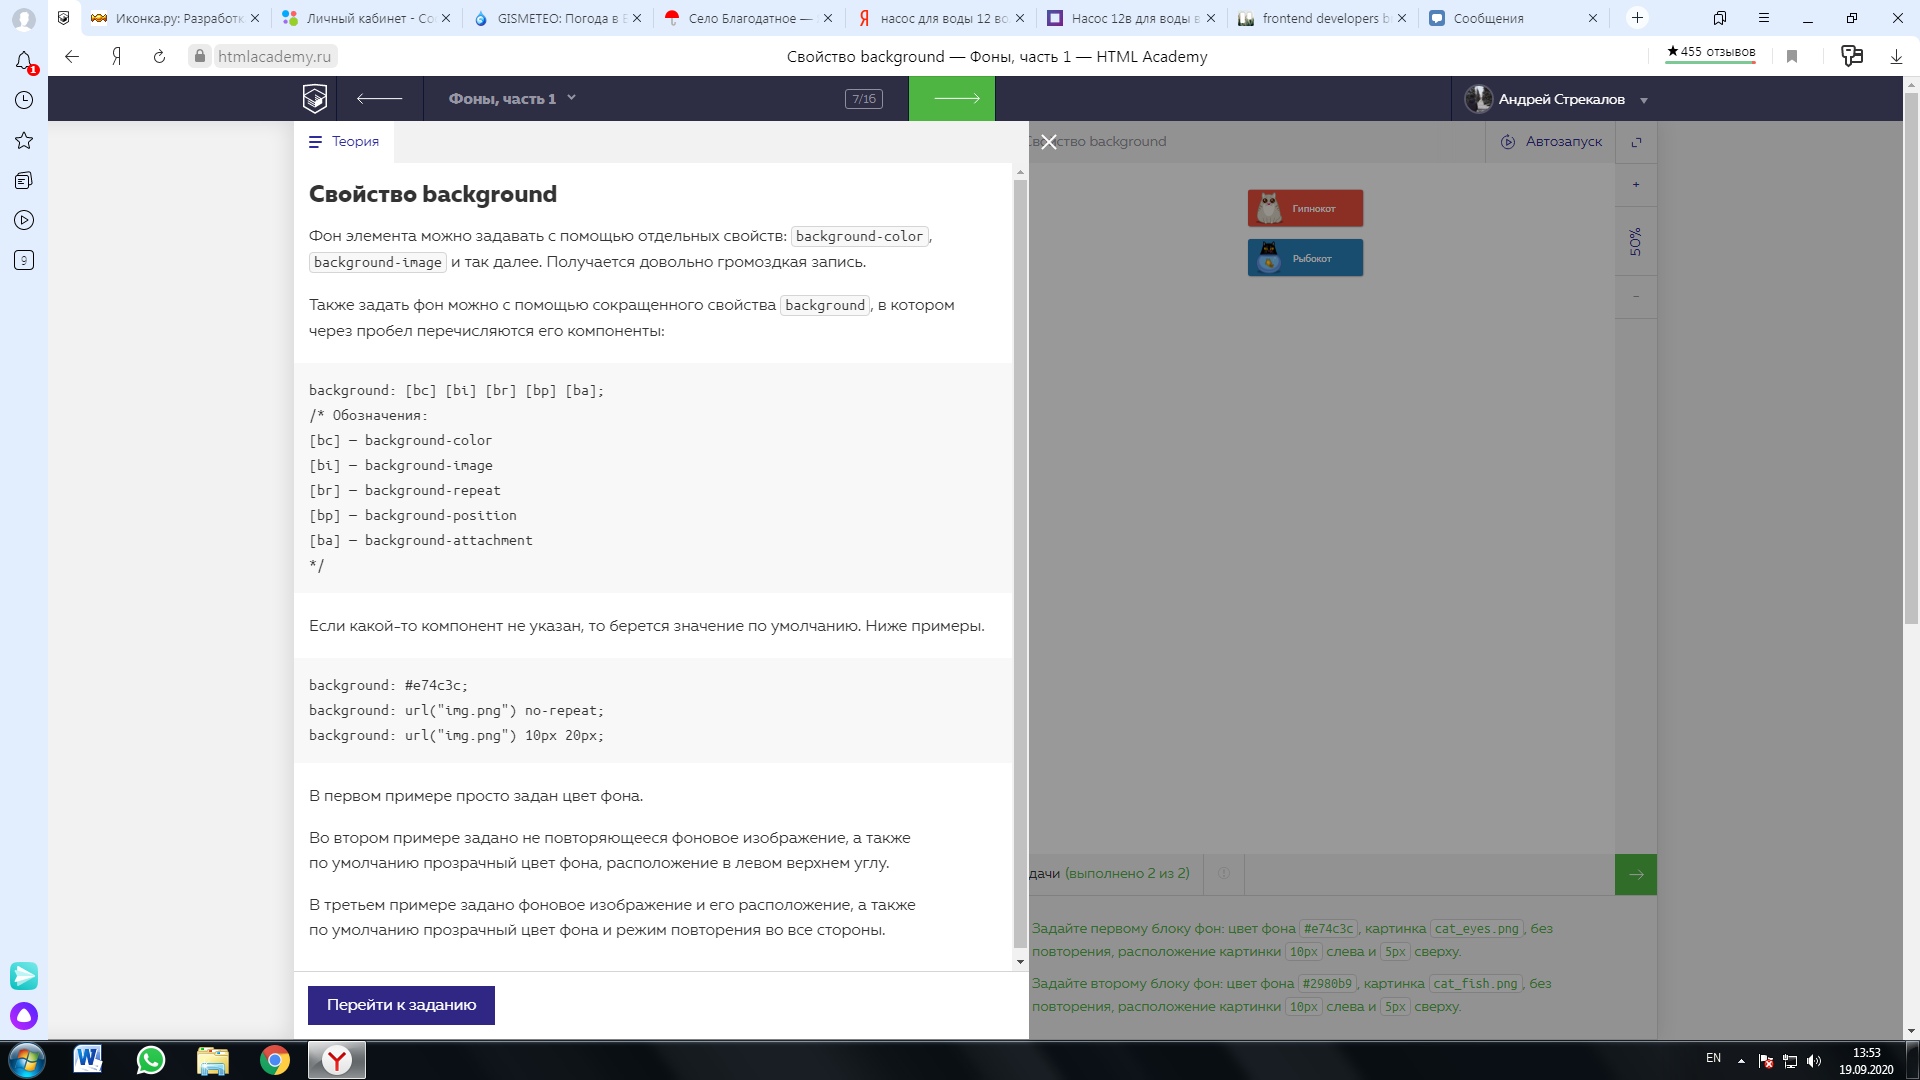 Иконка.ру: Разработк
Личный кабинет - Со
GISMETEO: Погода в
Село Благодатное —
насос для воды 12 во
Насос 12в для воды в
frontend developers b
Сообщения
htmlacademy.ru
Свойство background — Фоны, часть 1 — HTML Academy
★ 455 отзывов
Фоны, часть 1
7/16
Андрей Стрекалов
1
9
Теория
Свойство background
Автозапуск
Свойство background
Фон элемента можно задавать с помощью отдельных свойств: background-color,
background-image и так далее. Получается довольно громоздкая запись.
Также задать фон можно с помощью сокращенного свойства background, в котором
через пробел перечисляются его компоненты:
background: [bc] [bi] [br] [bp] [ba];
/* Обозначения:
[bc] — background-color
[bi] — background-image
[br] — background-repeat
[bp] — background-position
[ba] — background-attachment
*/
Если какой-то компонент не указан, то берется значение по умолчанию. Ниже примеры.
background: #e74c3c;
background: url("img.png") no-repeat;
background: url("img.png") 10px 20px;
В первом примере просто задан цвет фона.
Во втором примере задано не повторяющееся фоновое изображение, а также
по умолчанию прозрачный цвет фона, расположение в левом верхнем углу.
В третьем примере задано фоновое изображение и его расположение, а также
по умолчанию прозрачный цвет фона и режим повторения во все стороны.
Перейти к заданию
Гипнокот
Рыбокот
+
50%
−
дачи (выполнено 2 из 2)
Задайте первому блоку фон: цвет фона #e74c3c, картинка cat_eyes.png, без
повторения, расположение картинки 10px слева и 5px сверху.
Задайте второму блоку фон: цвет фона #2980b9, картинка cat_fish.png, без
повторения, расположение картинки 10px слева и 5px сверху.
EN
13:53
19.09.2020